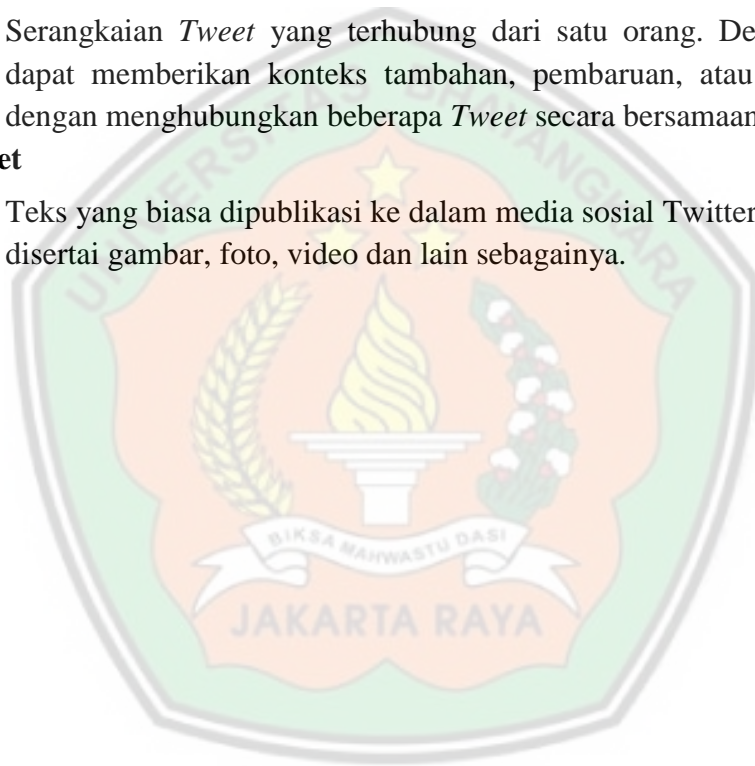 Serangkaian Tweet yang terhubung dari satu orang. De
dapat memberikan konteks tambahan, pembaruan, atau
dengan menghubungkan beberapa Tweet secara bersamaan
et
Teks yang biasa dipublikasi ke dalam media sosial Twitter
disertai gambar, foto, video dan lain sebagainya.
UNIVERSITAS BHAYANGKARA
BIKSA MAHWASTU DASI
JAKARTA RAYA